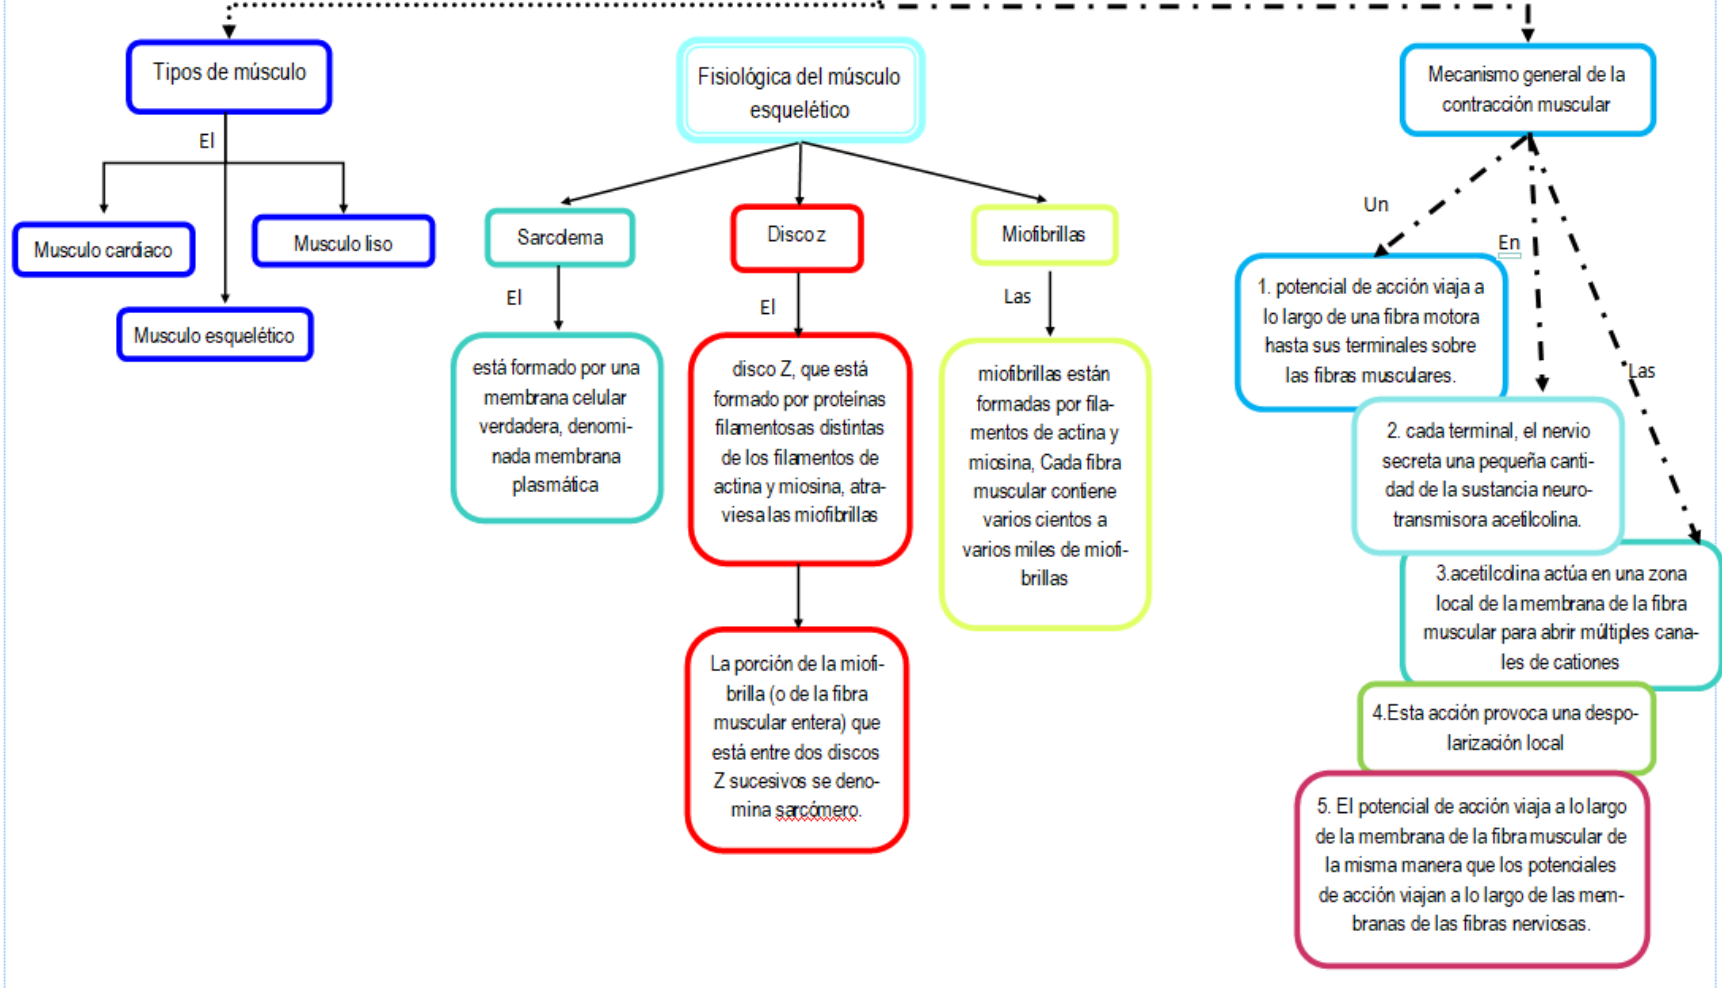 Tipos de músculo
El
Musculo cardiaco
Musculo liso
Musculo esquelético
Fisiológica del músculo
esquelético
Sarcolema
El
está formado por una
membrana celular
verdadera, denomi-
nada membrana
plasmática
Disco z
El
disco Z, que está
formado por proteínas
filamentosas distintas
de los filamentos de
actina y miosina, atra-
viesa las miofibrillas
La porción de la miofi-
brilla (o de la fibra
muscular entera) que
está entre dos discos
Z sucesivos se deno-
mina sarcómero.
Miofibrillas
Las
miofibrillas están
formadas por fila-
mentos de actina y
miosina, Cada fibra
muscular contiene
varios cientos a
varios miles de miofi-
brillas
Mecanismo general de la
contracción muscular
Un
En
Las
1. potencial de acción viaja a
lo largo de una fibra motora
hasta sus terminales sobre
las fibras musculares.
2. cada terminal, el nervio
secreta una pequeña canti-
dad de la sustancia neuro-
transmisora acetilcolina.
3.acetilcolina actúa en una zona
local de la membrana de la fibra
muscular para abrir múltiples cana-
les de cationes
4.Esta acción provoca una despo-
larización local
5. El potencial de acción viaja a lo largo
de la membrana de la fibra muscular de
la misma manera que los potenciales
de acción viajan a lo largo de las mem-
branas de las fibras nerviosas.